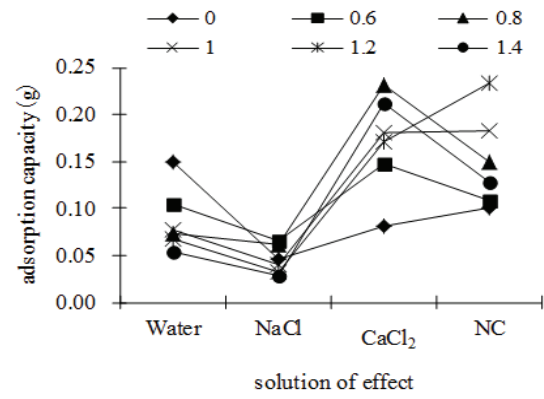 0 0.6 0.8
1 1.2 1.4
adsorption capacity (g)
0.25
0.20
0.15
0.10
0.05
0.00
Water NaCl CaCl₂ NC
solution of effect